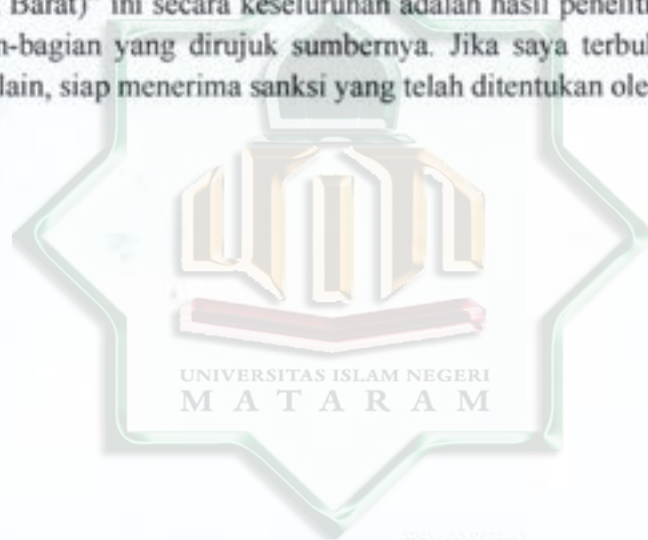 Barat)" ini secara keseluruhan adalah hasil peneliti
n-bagian yang dirujuk sumbernya. Jika saya terbul
lain, siap menerima sanksi yang telah ditentukan ole
UNIVERSITAS ISLAM NEGERI
MATARAM